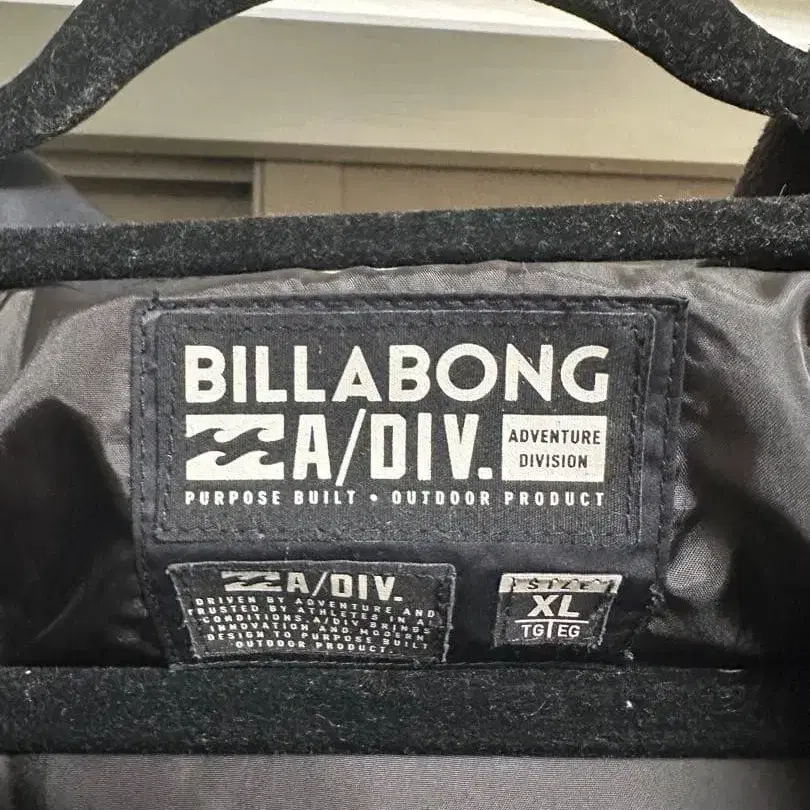 BILLABONG
A/DIV. ADVENTURE DIVISION
PURPOSE BUILT • OUTDOOR PRODUCT
A/DIV.
DRIVEN BY ADVENTURE AND
TRUSTED BY ATHLETES IN AL
CONDITIONS, A/DIV BRINGS
INNOVATION AND MODERN
DESIGN TO PURPOSE BUILT
OUTDOOR PRODUCT.
SIZE
XL
TG EG